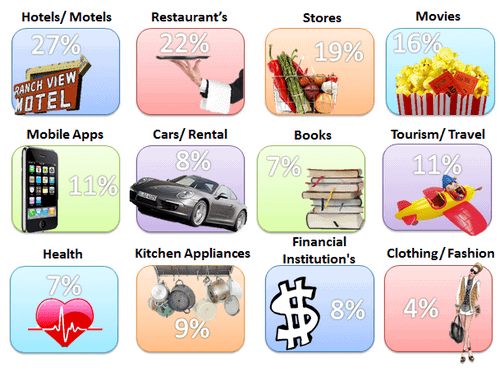 Hotels/ Motels
27%
RANCH VIEW
MOTEL
Restaurant's
22%
Stores
19%
Movies
16%
Mobile Apps
11%
Cars/ Rental
8%
Books
7%
Tourism/ Travel
11%
Health
7%
Kitchen Appliances
9%
Financial
Institution's
8%
Clothing/ Fashion
4%